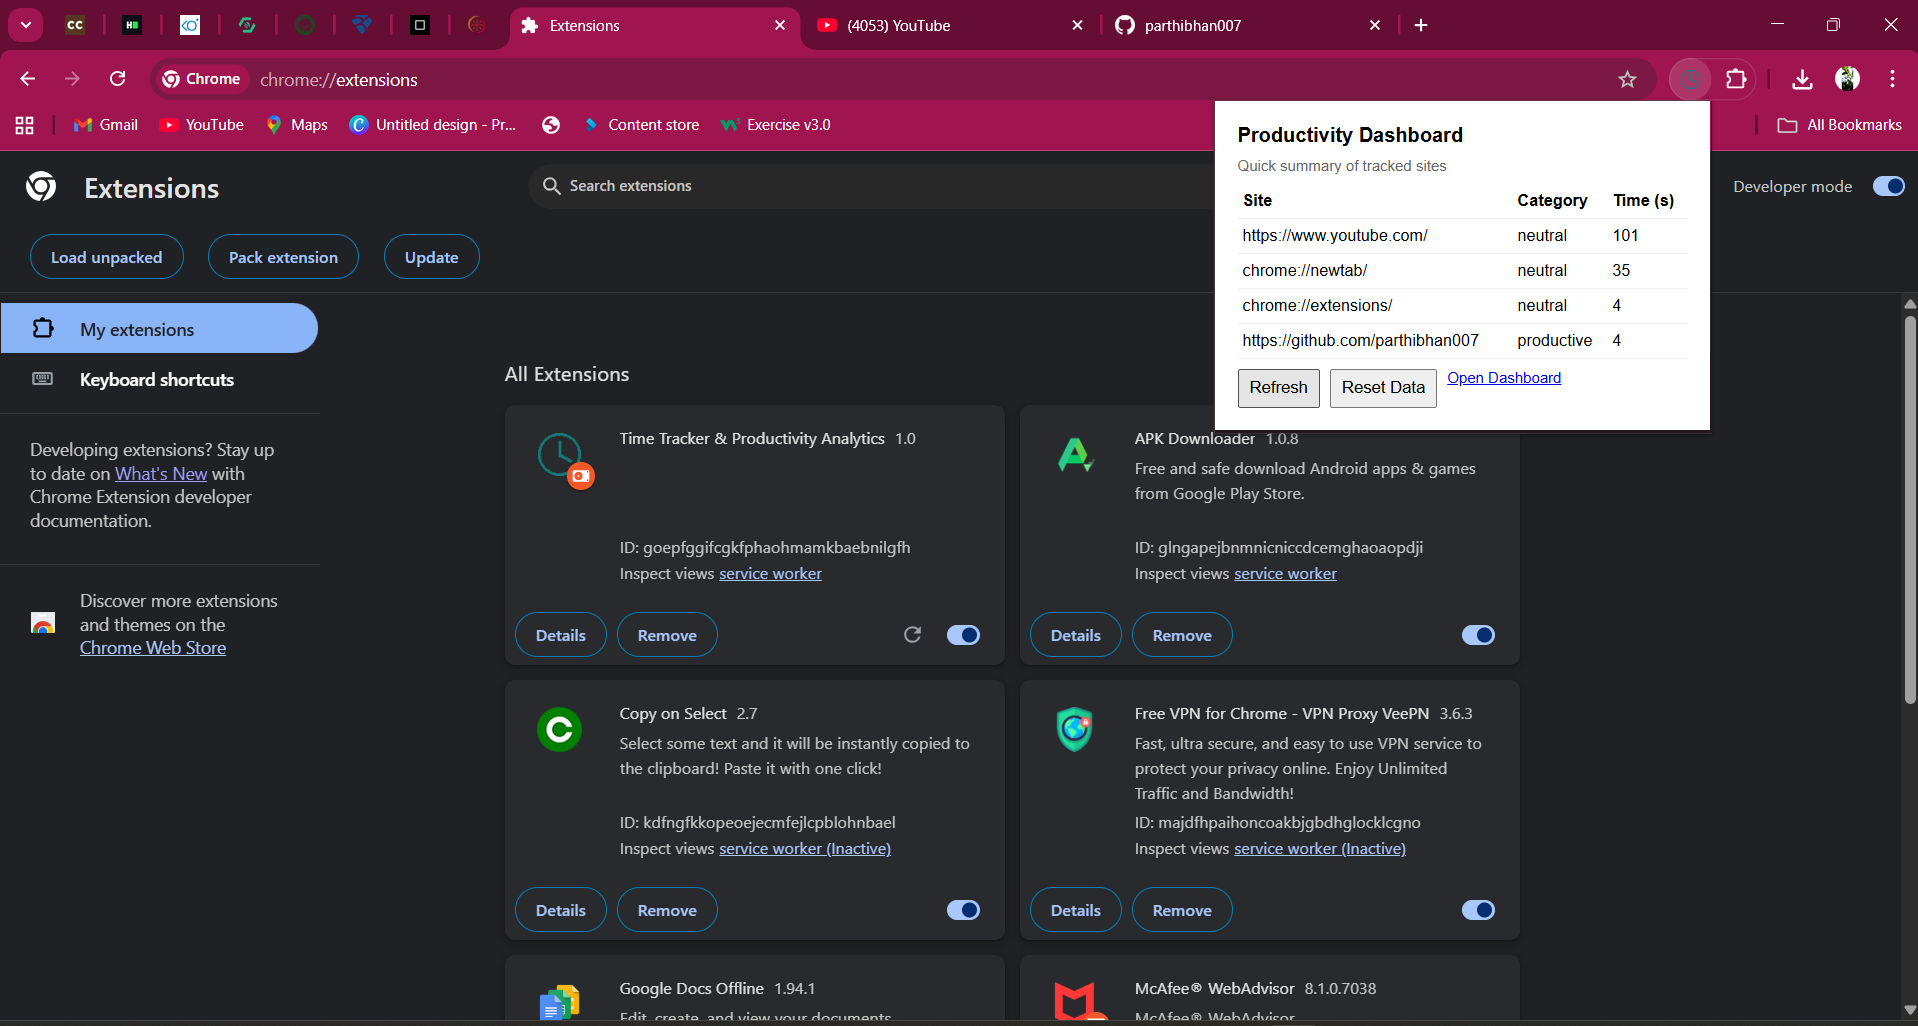 CC
Extensions
(4053) YouTube
parthibhan007
Chrome
chrome://extensions
Gmail
YouTube
Maps
Untitled design - Pr...
Content store
Exercise v3.0
All Bookmarks
Productivity Dashboard
Quick summary of tracked sites
Site Category Time (s)
https://www.youtube.com/ neutral 101
chrome://newtab/ neutral 35
chrome://extensions/ neutral 4
https://github.com/parthibhan007 productive 4
Refresh
Reset Data
Open Dashboard
Extensions
Search extensions
Developer mode
Load unpacked
Pack extension
Update
My extensions
Keyboard shortcuts
Developing extensions? Stay up
to date on What's New with
Chrome Extension developer
documentation.
Discover more extensions
and themes on the
Chrome Web Store
All Extensions
Time Tracker & Productivity Analytics 1.0
ID: goepfggifcgkfphaohmamkbaebnilgfh
Inspect views service worker
Details
Remove
APK Downloader 1.0.8
Free and safe download Android apps & games
from Google Play Store.
ID: glngapejbnmnicniccdcemghaoaopdji
Inspect views service worker
Details
Remove
Copy on Select 2.7
Select some text and it will be instantly copied to
the clipboard! Paste it with one click!
ID: kdfngfkkopeoejecmfejlcpblohnbael
Inspect views service worker (Inactive)
Details
Remove
Free VPN for Chrome - VPN Proxy VeePN 3.6.3
Fast, ultra secure, and easy to use VPN service to
protect your privacy online. Enjoy Unlimited
Traffic and Bandwidth!
ID: majdfhpaihoncoakbjgbdhglocklcgno
Inspect views service worker (Inactive)
Details
Remove
Google Docs Offline 1.94.1
Edit, create, and view your documents
McAfee® WebAdvisor 8.1.0.7038
McAfee® WebAdvisor